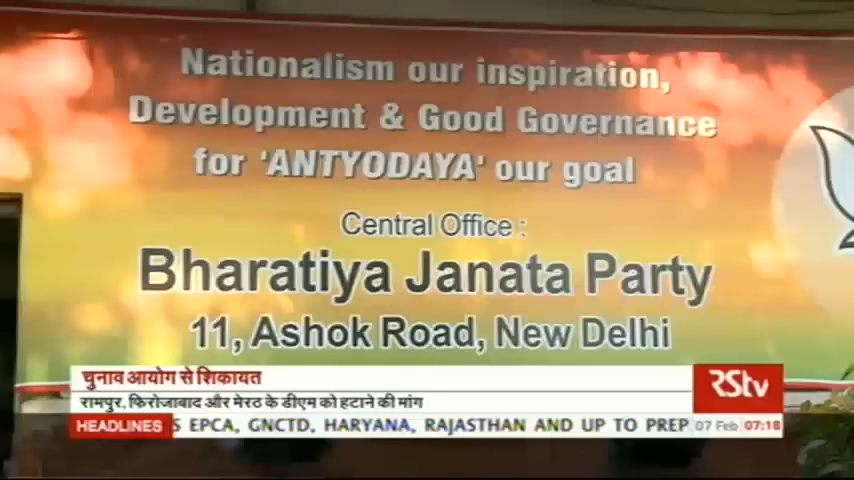 Nationalism our inspiration,
Development & Good Governance
for 'ANTYODAYA' our goal
Central Office :
Bharatiya Janata Party
11, Ashok Road, New Delhi
चुनाव आयोग से शिकायत
रामपुर, फिरोजाबाद और मेरठ के डीएम को हटाने की मांग
RStv
HEADLINES S EPCA, GNCTD, HARYANA, RAJASTHAN AND UP TO PREP 07 Feb 07:18